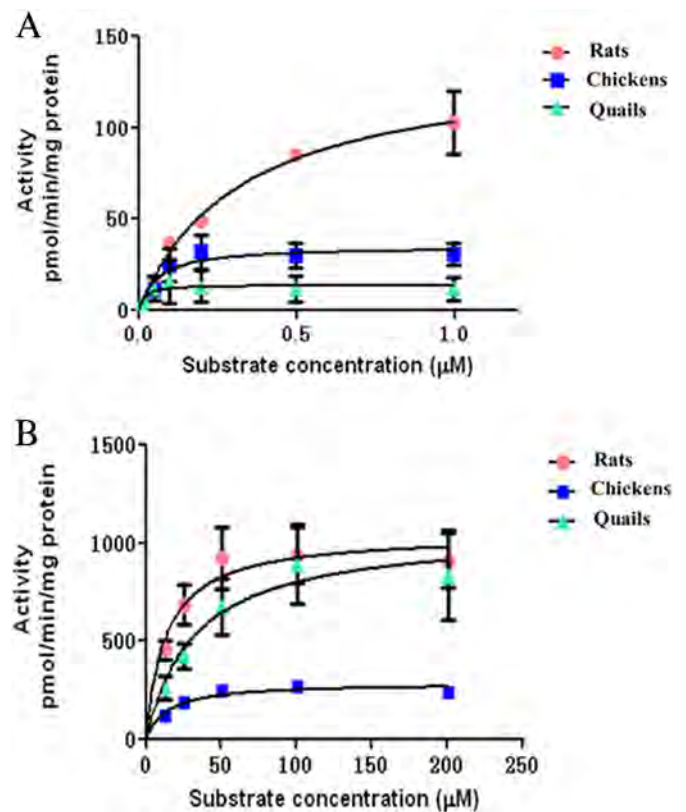 A
150
100
50
0
0.0
0.5
1.0
Activity
pmol/min/mg protein
Substrate concentration (μM)
Rats
Chickens
Quails
B
1500
1000
500
0
0
50
100
150
200
250
Activity
pmol/min/mg protein
Substrate concentration (μM)
Rats
Chickens
Quails